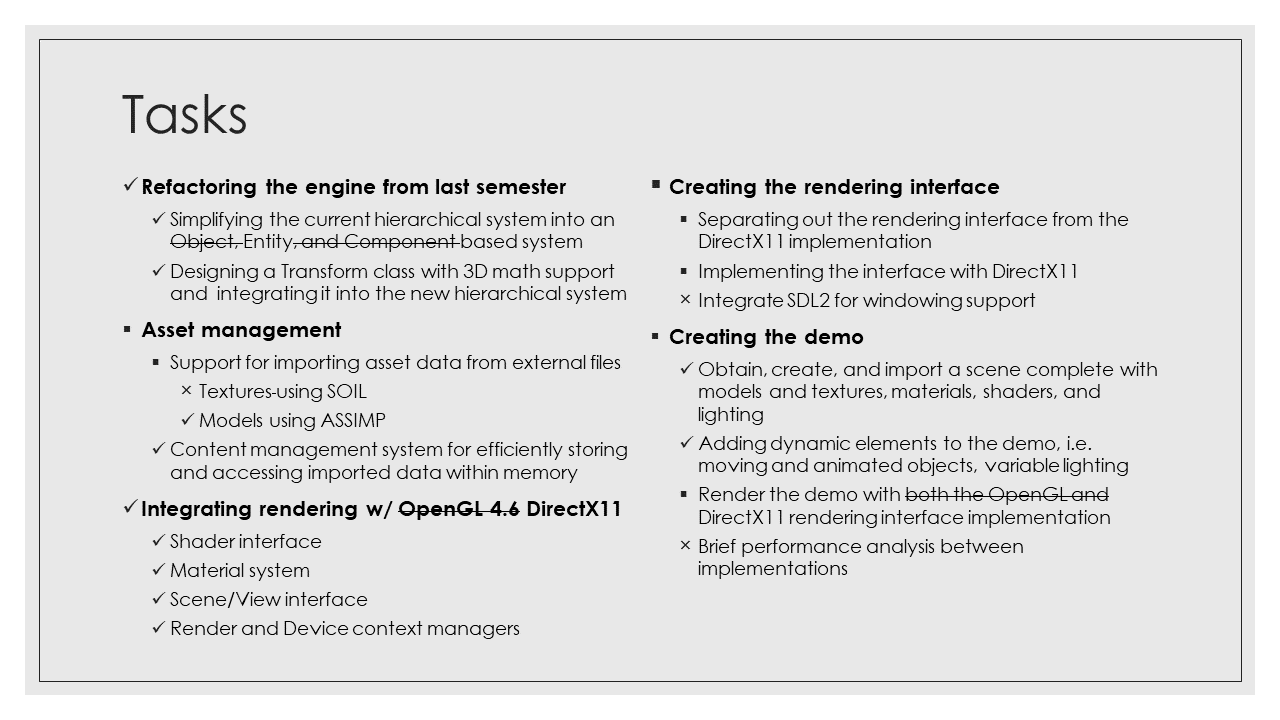 Tasks
✓ Refactoring the engine from last semester
✓ Simplifying the current hierarchical system into an
~~Object,~~ Entity~~, and Component~~ based system
✓ Designing a Transform class with 3D math support
and integrating it into the new hierarchical system
▪ Asset management
▪ Support for importing asset data from external files
× Textures-using SOIL
✓ Models using ASSIMP
✓ Content management system for efficiently storing
and accessing imported data within memory
✓ Integrating rendering w/ ~~OpenGL 4.6~~ DirectX11
✓ Shader interface
✓ Material system
✓ Scene/View interface
✓ Render and Device context managers
▪ Creating the rendering interface
▪ Separating out the rendering interface from the
DirectX11 implementation
▪ Implementing the interface with DirectX11
× Integrate SDL2 for windowing support
▪ Creating the demo
✓ Obtain, create, and import a scene complete with
models and textures, materials, shaders, and
lighting
✓ Adding dynamic elements to the demo, i.e.
moving and animated objects, variable lighting
▪ Render the demo with ~~both the OpenGL and~~
DirectX11 rendering interface implementation
× Brief performance analysis between
implementations